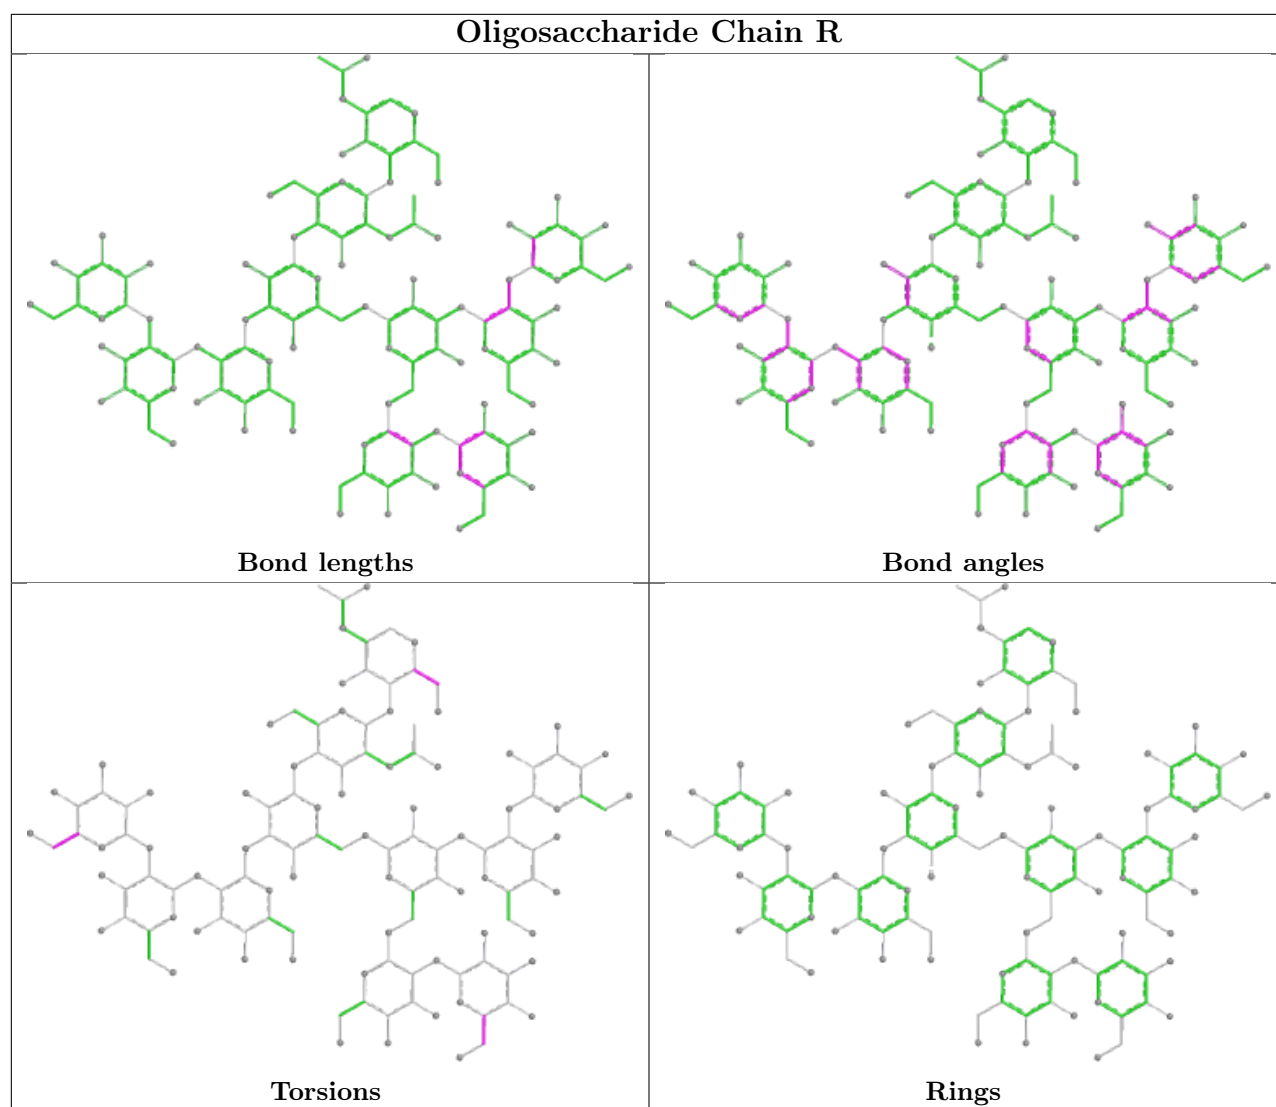 Oligosaccharide Chain R
Bond lengths
Bond angles
Torsions
Rings